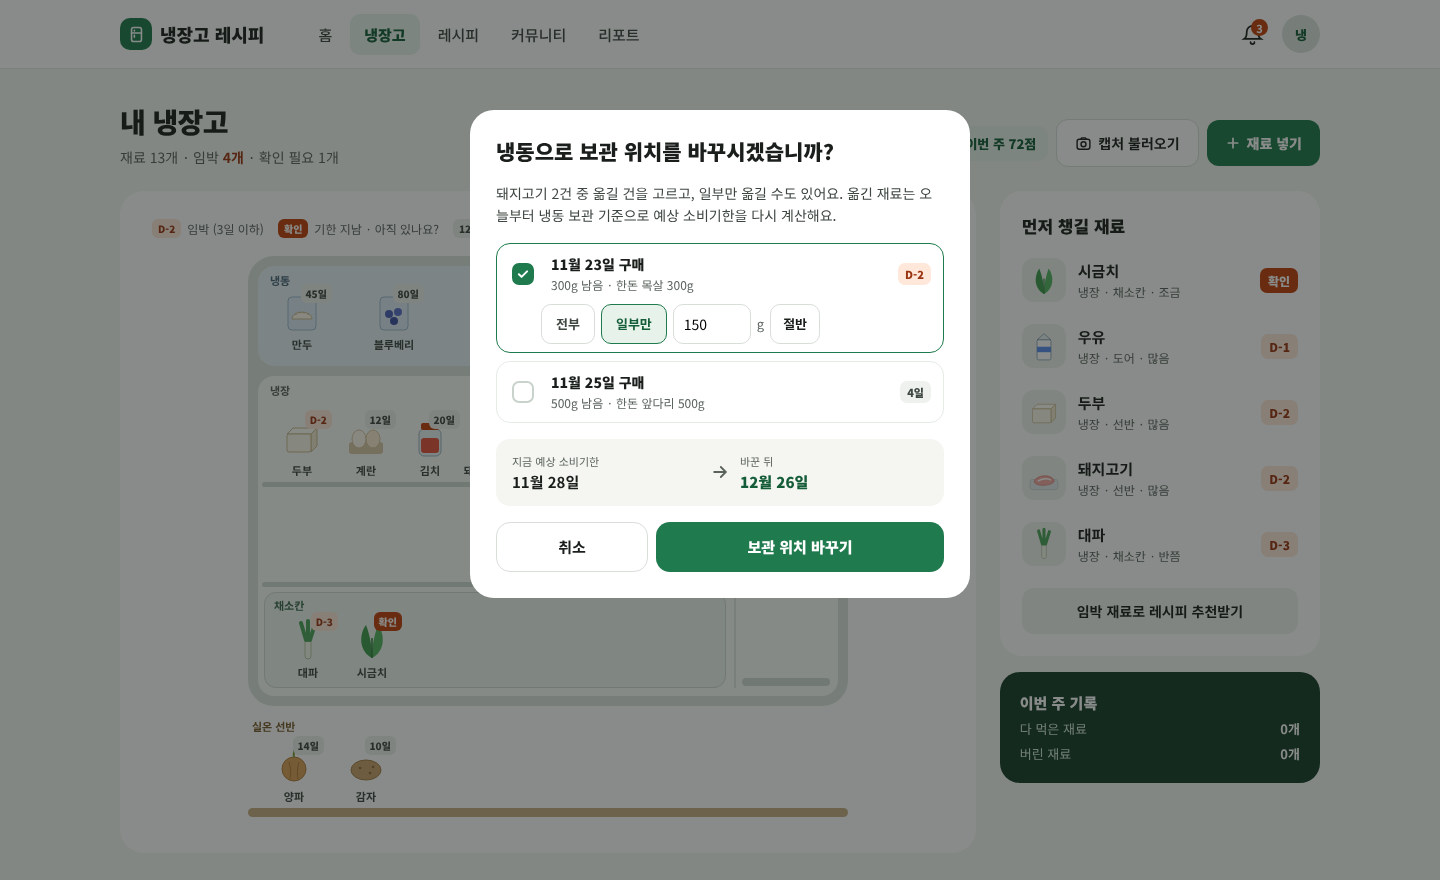 냉장고 레시피
홈
냉장고
레시피
커뮤니티
리포트
3
냉
내 냉장고
재료 13개 · 임박 4개 · 확인 필요 1개
이번 주 72점
캡처 불러오기
재료 넣기
D-2 임박 (3일 이하)
확인 기한 지남 · 아직 있나요?
12
냉동
45일
80일
만두
블루베리
냉장
D-2
12일
20일
두부
계란
김치
채소칸
D-3
확인
대파
시금치
실온 선반
14일
10일
양파
감자
냉동으로 보관 위치를 바꾸시겠습니까?
돼지고기 2건 중 옮길 건을 고르고, 일부만 옮길 수도 있어요. 옮긴 재료는 오
늘부터 냉동 보관 기준으로 예상 소비기한을 다시 계산해요.
11월 23일 구매
300g 남음 · 한돈 목살 300g
D-2
전부
일부만
150
g
절반
11월 25일 구매
500g 남음 · 한돈 앞다리 500g
4일
지금 예상 소비기한
11월 28일
바꾼 뒤
12월 26일
취소
보관 위치 바꾸기
먼저 챙길 재료
시금치
냉장 · 채소칸 · 조금
확인
우유
냉장 · 도어 · 많음
D-1
두부
냉장 · 선반 · 많음
D-2
돼지고기
냉장 · 선반 · 많음
D-2
대파
냉장 · 채소칸 · 반쯤
D-3
임박 재료로 레시피 추천받기
이번 주 기록
다 먹은 재료 0개
버린 재료 0개